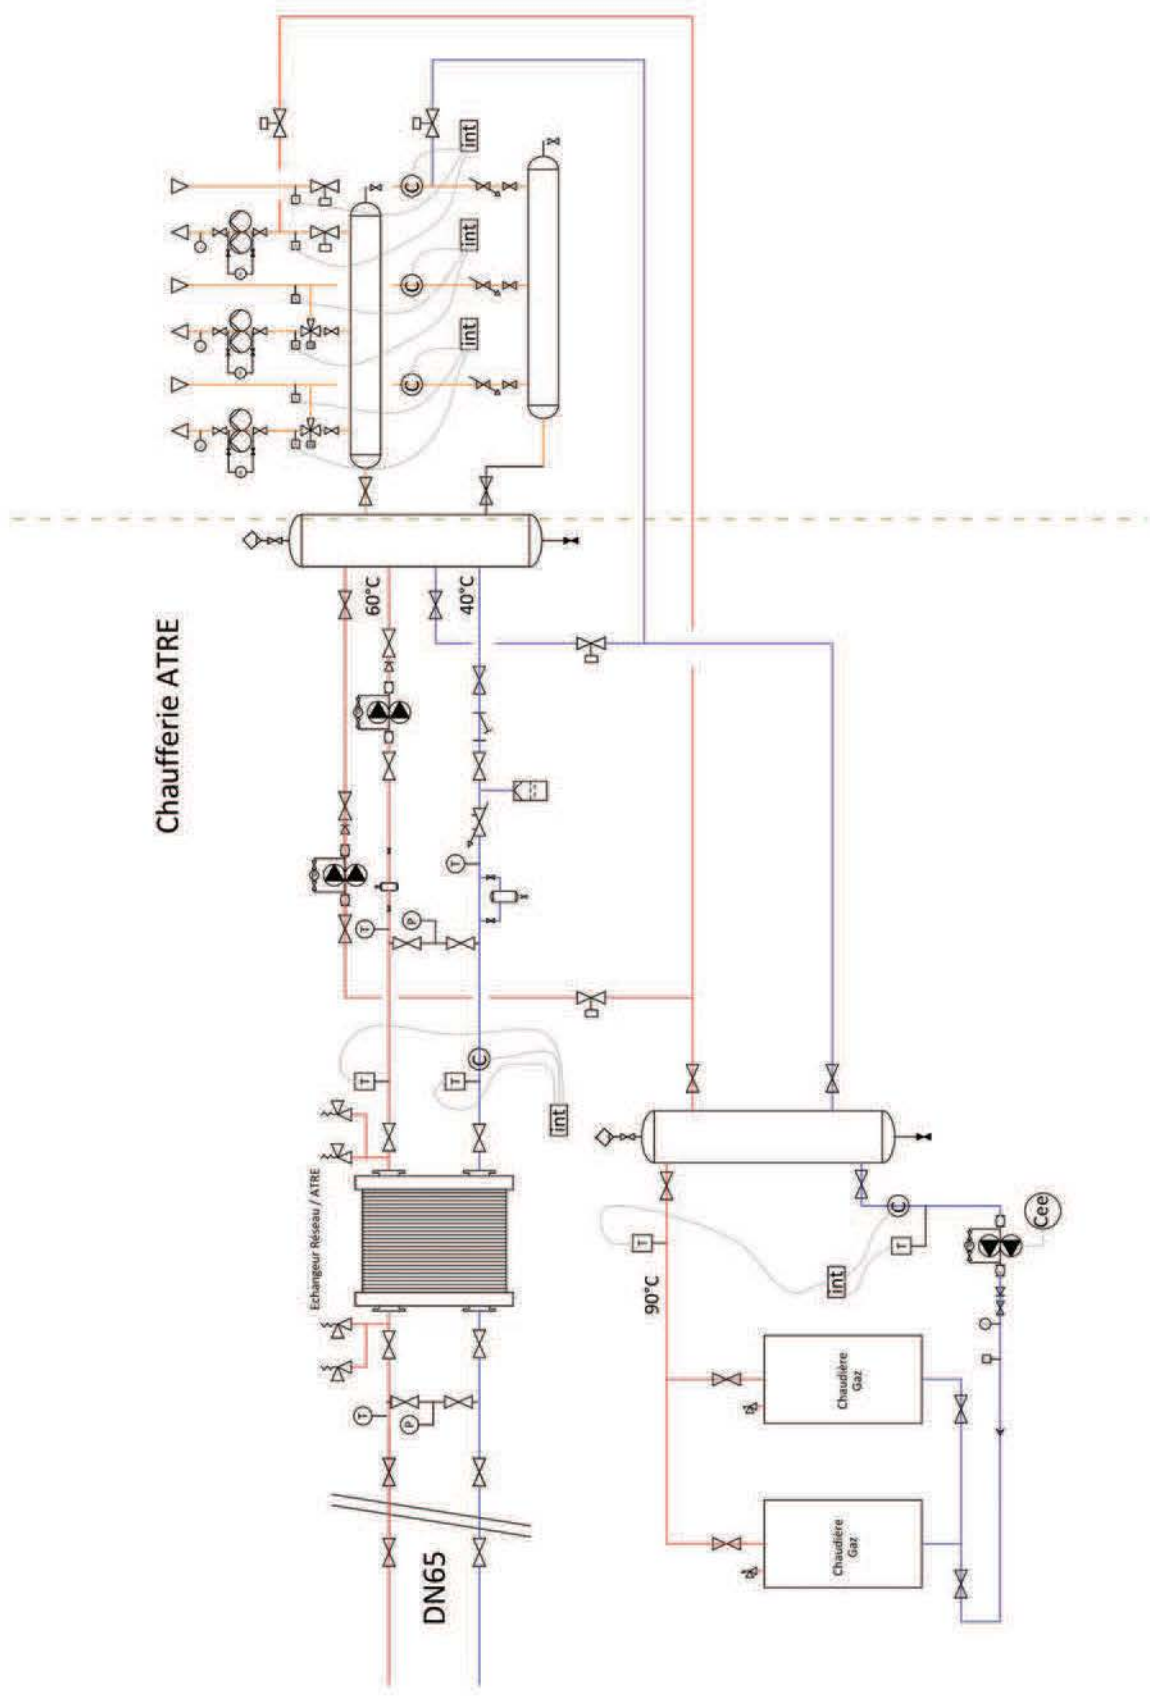 Chaufferie ATRE
int
int
int
C
C
C
60°C
40°C
T
T
P
T
T
C
int
Echangeur Réseau / ATRE
T
P
DN65
T
C
T
int
90°C
Cee
Chaudière
Gaz
Chaudière
Gaz